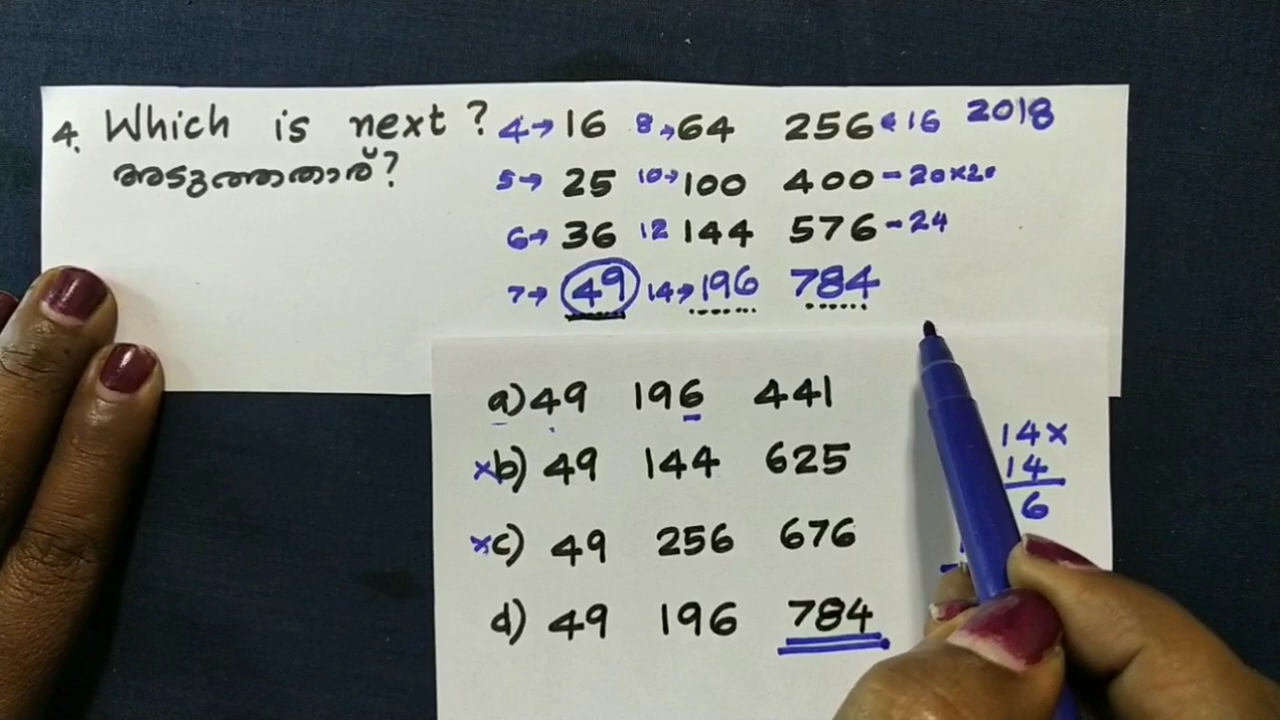 4. Which is next ? 4→ 16 8→ 64 256 ← 16 2018
അടുത്തതാര്? 5→ 25 10→ 100 400 - 20×20
6→ 36 12 144 576 - 24
7→ 49 14→ 196 784
a) 49 196 441
14×
x b) 49 144 625
14
6
x c) 49 256 676
d) 49 196 784